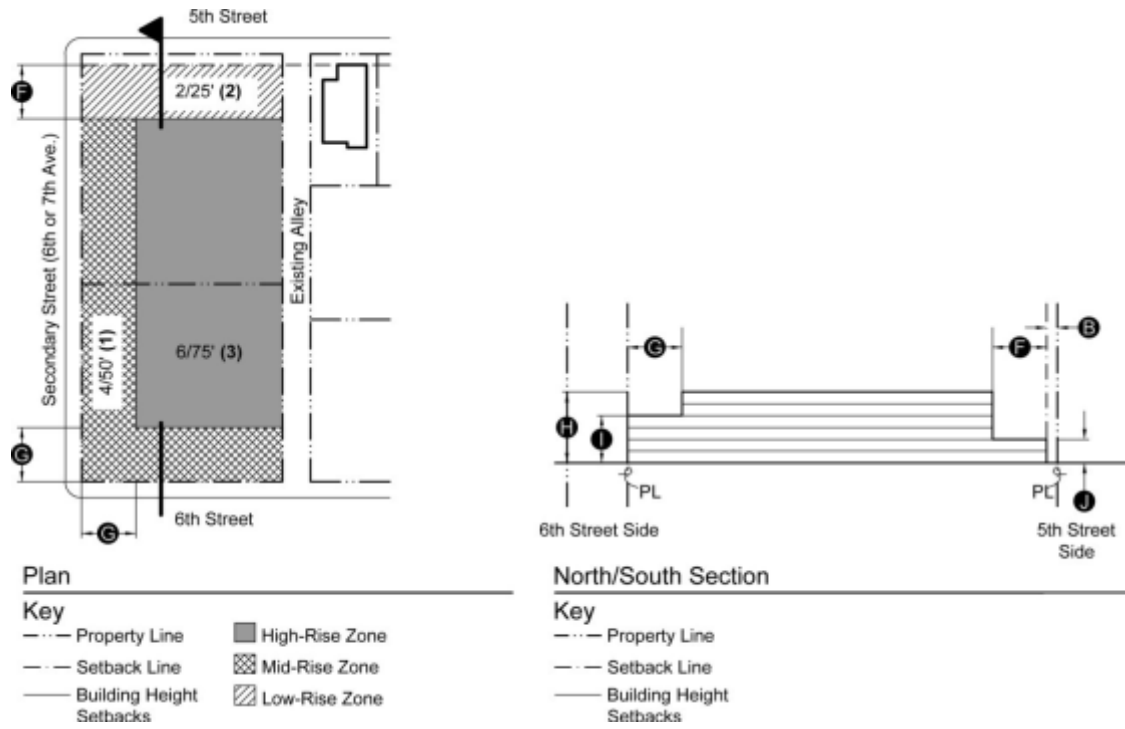 5th Street
F
2/25' (2)
Secondary Street (6th or 7th Ave.)
Existing Alley
4/50' (1)
6/75' (3)
G
G
6th Street
Plan
Key
Property Line
Setback Line
Building Height
Setbacks
High-Rise Zone
Mid-Rise Zone
Low-Rise Zone
B
G
F
H
I
J
PL
PL
6th Street Side
5th Street
Side
North/South Section
Key
Property Line
Setback Line
Building Height
Setbacks